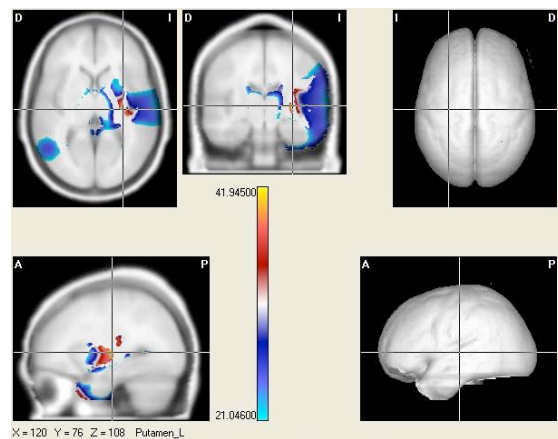 D I
D I
I D
41.94500
21.04600
A P
A P
X = 120 Y = 76 Z = 108 Putamen_L